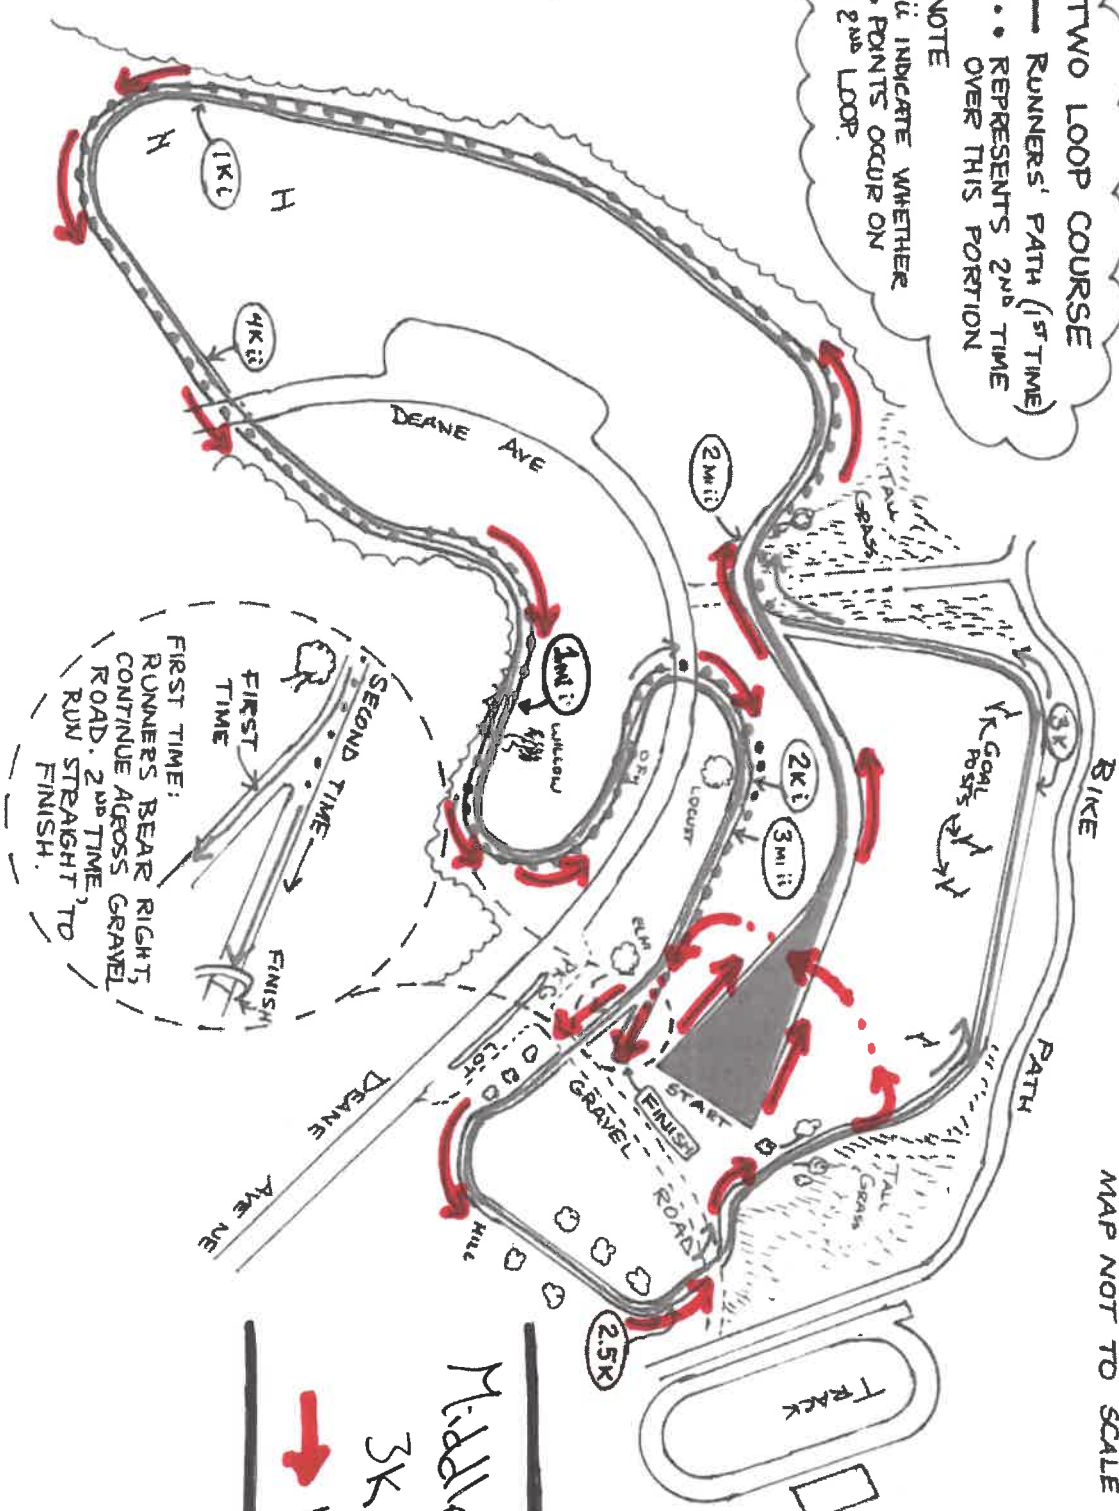 TWO LOOP COURSE
RUNNERS' PATH (1ST TIME)
REPRESENTS 2ND TIME
OVER THIS PORTION
NOTE
ii INDICATE WHETHER
POINTS OCCUR ON
2ND LOOP.
MAP NOT TO SCALE
BIKE
PATH
3K
GOAL
POSTS
TALL
GRASS
TALL
GRASS
2Mi ii
2K i
3Mi ii
1K i
H
4K ii
DEANE AVE
1Mi i
WILLOW
LOCUST
ELM
PKG
LOT
START
FINISH
GRAVEL
ROAD
HILL
2.5K
TRACK
DEANE
AVE NE
SECOND TIME
FIRST
TIME
FINISH
FIRST TIME:
RUNNERS BEAR RIGHT,
CONTINUE ACROSS GRAVEL
ROAD. 2ND TIME,
RUN STRAIGHT TO
FINISH.
3K